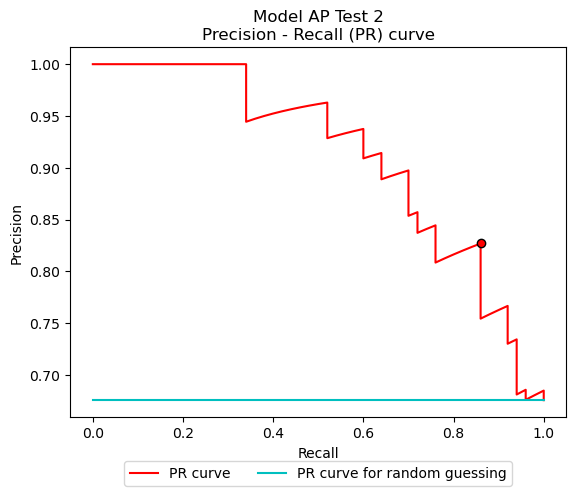 Model AP Test 2
Precision - Recall (PR) curve
1.00
0.95
0.90
0.85
0.80
0.75
0.70
Precision
0.0 0.2 0.4 0.6 0.8 1.0
Recall
PR curve PR curve for random guessing